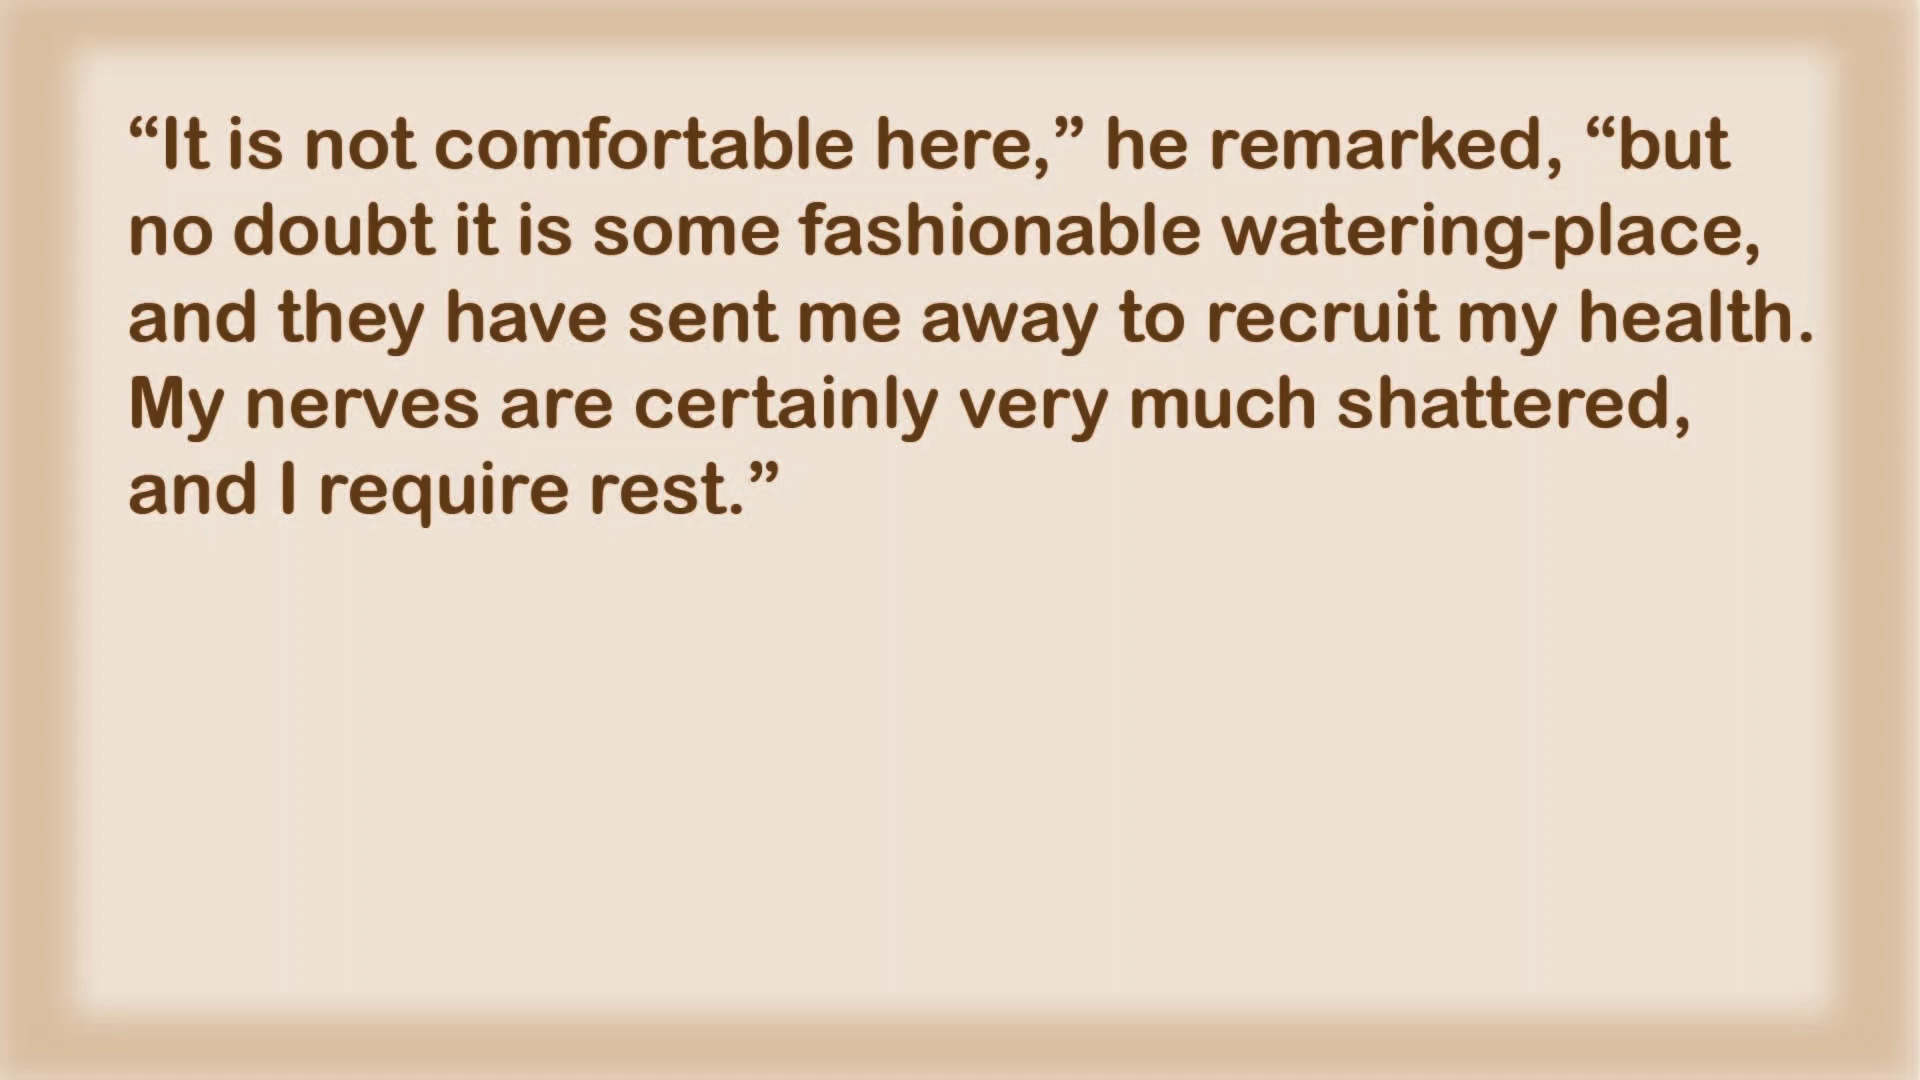 “It is not comfortable here,” he remarked, “but
no doubt it is some fashionable watering-place,
and they have sent me away to recruit my health.
My nerves are certainly very much shattered,
and I require rest.”